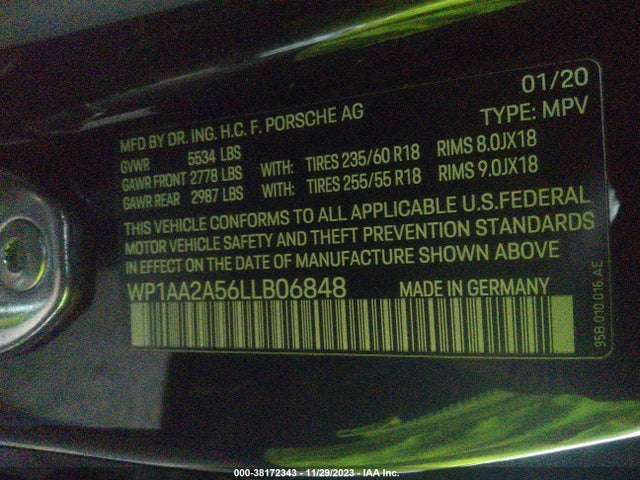 01/20
MFD BY DR. ING. H.C. F. PORSCHE AG TYPE: MPV
GVWR 5534 LBS
GAWR FRONT 2778 LBS WITH: TIRES 235/60 R18 RIMS 8.0JX18
GAWR REAR 2987 LBS WITH: TIRES 255/55 R18 RIMS 9.0JX18
THIS VEHICLE CONFORMS TO ALL APPLICABLE U.S.FEDERAL
MOTOR VEHICLE SAFETY AND THEFT PREVENTION STANDARDS
IN EFFECT ON THE DATE OF MANUFACTURE SHOWN ABOVE
WP1AA2A56LLB06848 MADE IN GERMANY
95B.010.016.AE
000-38172343 - 11/29/2023 - IAA Inc.